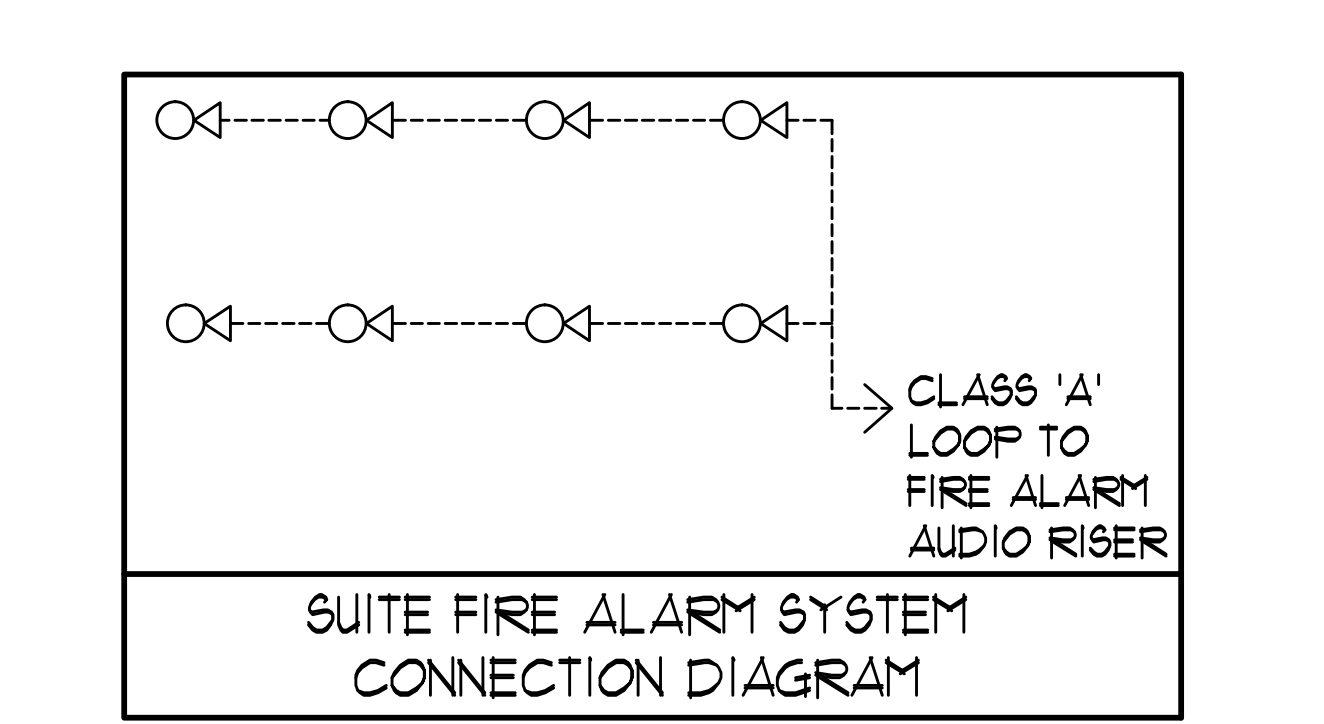 CLASS 'A'
LOOP TO
FIRE ALARM
AUDIO RISER
SUITE FIRE ALARM SYSTEM
CONNECTION DIAGRAM